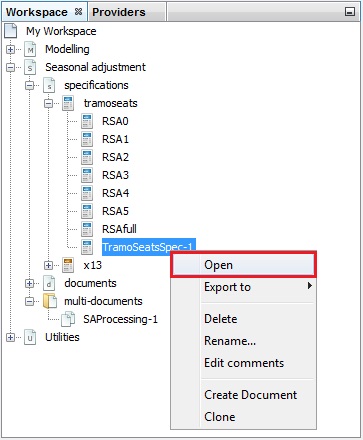 Workspace Providers
My Workspace
M Modelling
S Seasonal adjustment
s specifications
tramoseats
RSA0
RSA1
RSA2
RSA3
RSA4
RSA5
RSAfull
TramoSeatsSpec-1
x13
Open
d documents
Export to
multi-documents
SAProcessing-1
Delete
u Utilities
Rename...
Edit comments
Create Document
Clone